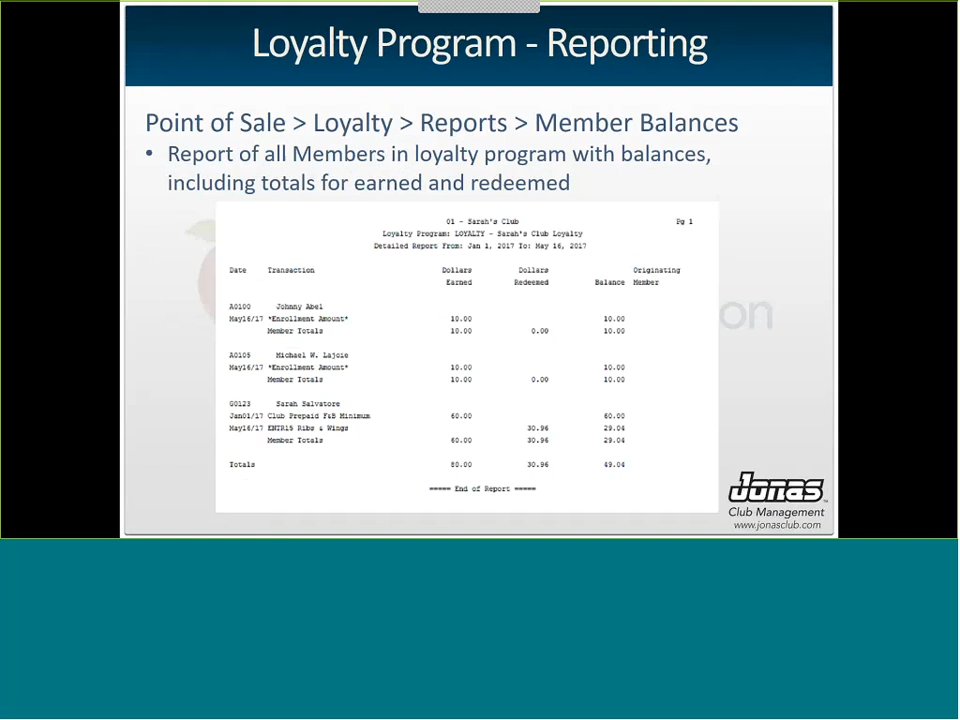 Loyalty Program - Reporting
Point of Sale > Loyalty > Reports > Member Balances
• Report of all Members in loyalty program with balances,
including totals for earned and redeemed
01 - Sarah's Club Pg 1
Loyalty Program: LOYALTY - Sarah's Club Loyalty
Detailed Report From: Jan 1, 2017 To: May 16, 2017
Date Transaction Dollars Dollars Originating
Earned Redeemed Balance Member
A0100 Johnny Abel
May16/17 *Enrollment Amount* 10.00 10.00
Member Totals 10.00 0.00 10.00
A0105 Michael W. Lajoie
May16/17 *Enrollment Amount* 10.00 10.00
Member Totals 10.00 0.00 10.00
G0123 Sarah Salvatore
Jan01/17 Club Prepaid F&B Minimum 60.00 60.00
May16/17 ENTR15 Ribs & Wings 30.96 29.04
Member Totals 60.00 30.96 29.04
Totals 80.00 30.96 49.04
===== End of Report =====
on
Jonas
Club Management
www.jonasclub.com